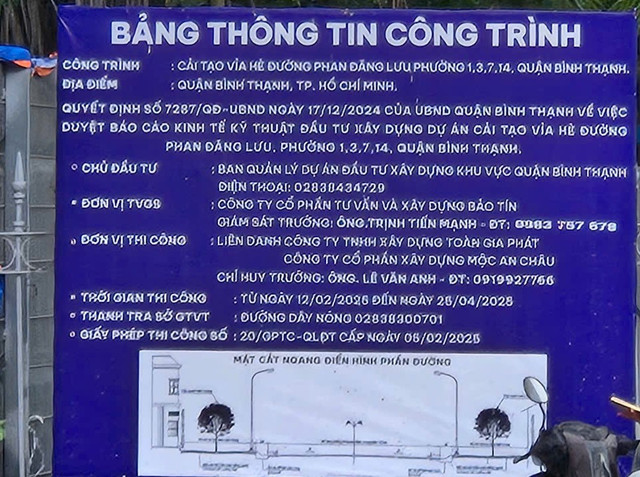 BẢNG THÔNG TIN CÔNG TRÌNH
CÔNG TRÌNH : CẢI TẠO VỈA HÈ ĐƯỜNG PHAN ĐĂNG LƯU PHƯỜNG 1,3,7,14, QUẬN BÌNH THẠNH.
ĐỊA ĐIỂM : QUẬN BÌNH THẠNH, TP. HỒ CHÍ MINH.
QUYẾT ĐỊNH SỐ 7287/QĐ-UBND NGÀY 17/12/2024 CỦA UBND QUẬN BÌNH THẠNH VỀ VIỆC
DUYỆT BÁO CÁO KINH TẾ KỸ THUẬT ĐẦU TƯ XÂY DỰNG DỰ ÁN CẢI TẠO VỈA HÈ ĐƯỜNG
PHAN ĐĂNG LƯU, PHƯỜNG 1,3,7,14, QUẬN BÌNH THẠNH.
CHỦ ĐẦU TƯ : BAN QUẢN LÝ DỰ ÁN ĐẦU TƯ XÂY DỰNG KHU VỰC QUẬN BÌNH THẠNH
ĐIỆN THOẠI: 02838434729
ĐƠN VỊ TVGS : CÔNG TY CỔ PHẦN TƯ VẤN VÀ XÂY DỰNG BẢO TÍN
GIÁM SÁT TRƯỞNG: ÔNG.TRỊNH TIẾN MẠNH - ĐT: 0983 757 678
ĐƠN VỊ THI CÔNG : LIÊN DANH CÔNG TY TNHH XÂY DỰNG TOÀN GIA PHÁT
CÔNG TY CỔ PHẦN XÂY DỰNG MỘC AN CHÂU
CHỈ HUY TRƯỞNG: ÔNG. LÊ VĂN ANH - ĐT: 0919927766
THỜI GIAN THI CÔNG : TỪ NGÀY 12/02/2025 ĐẾN NGÀY 25/04/2025
THANH TRA SỞ GTVT : ĐƯỜNG DÂY NÓNG 02838300701
GIẤY PHÉP THI CÔNG SỐ : 20/GPTC-QLĐT CẤP NGÀY 05/02/2025
MẶT CẮT NGANG ĐIỂN HÌNH PHẦN ĐƯỜNG